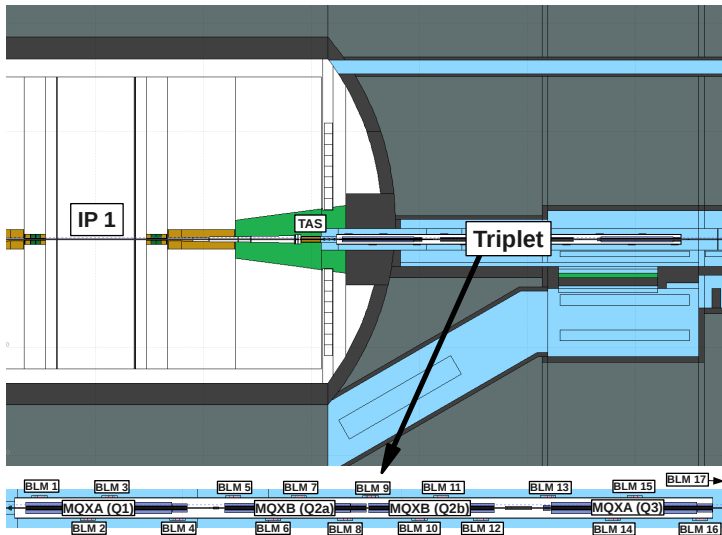 IP 1
TAS
Triplet
BLM 1
BLM 3
BLM 5
BLM 7
BLM 9
BLM 11
BLM 13
BLM 15
BLM 17
MQXA (Q1)
MQXB (Q2a)
MQXB (Q2b)
MQXA (Q3)
BLM 2
BLM 4
BLM 6
BLM 8
BLM 10
BLM 12
BLM 14
BLM 16